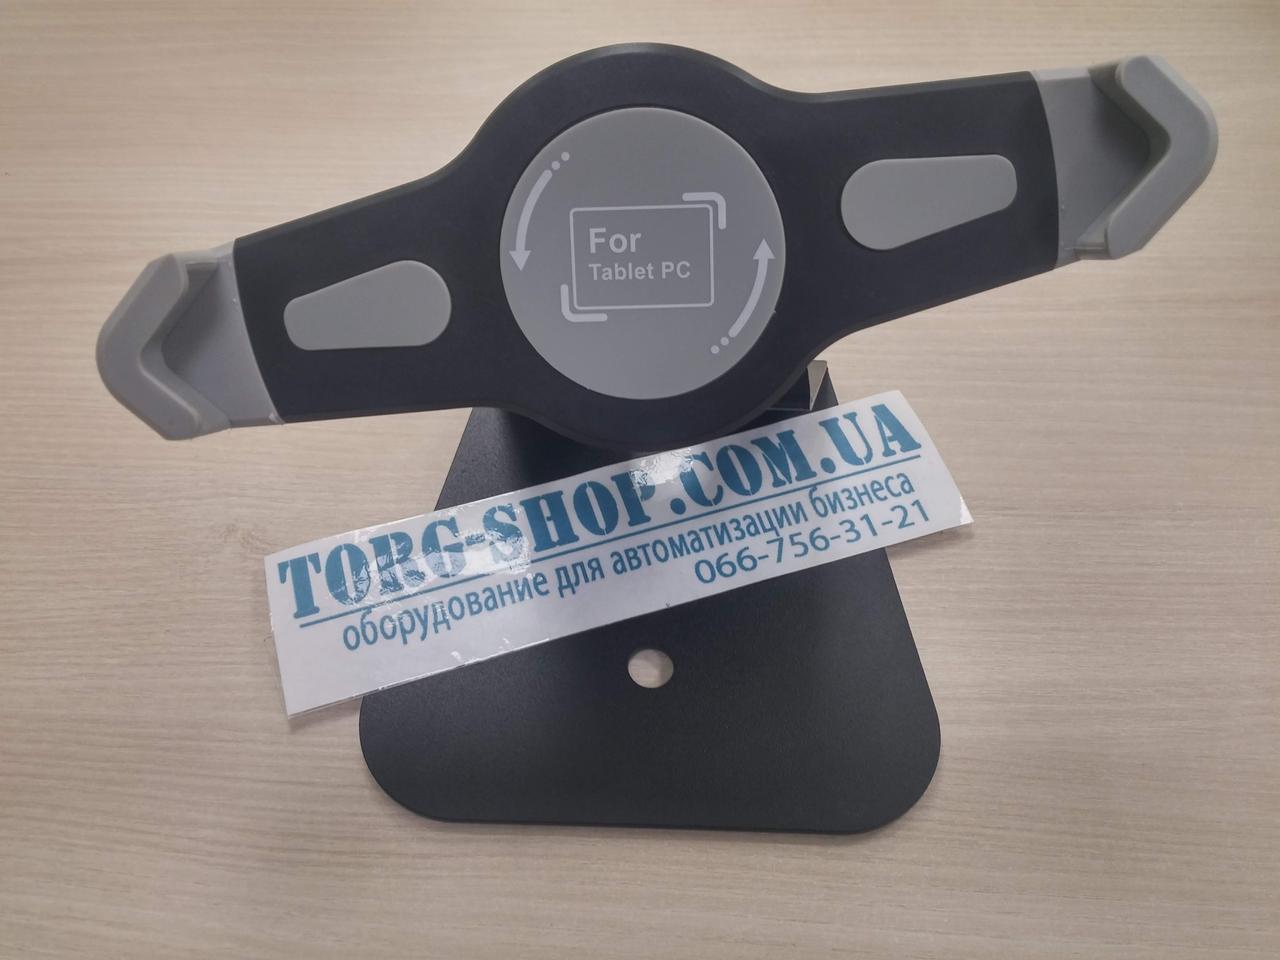 For
Tablet PC
TORG-SHOP.COM.UA
оборудование для автоматизации бизнеса
066-756-31-21